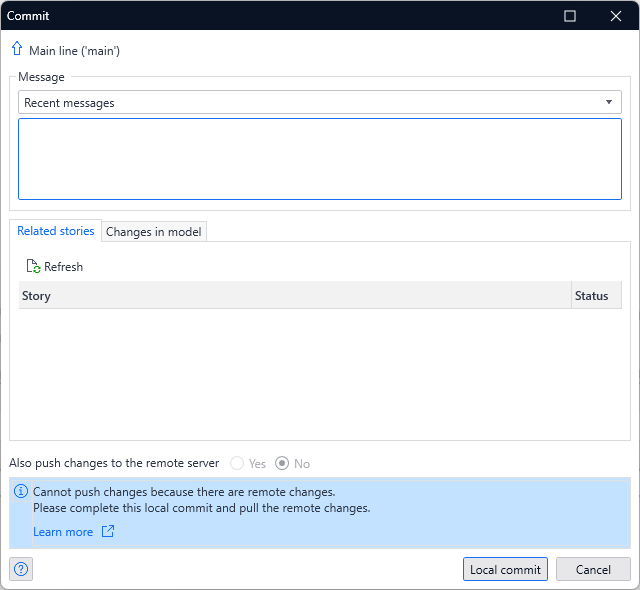 Commit
Main line ('main')
Message
Recent messages
Related stories
Changes in model
Refresh
Story
Status
Also push changes to the remote server
Yes
No
Cannot push changes because there are remote changes.
Please complete this local commit and pull the remote changes.
Learn more
Local commit
Cancel